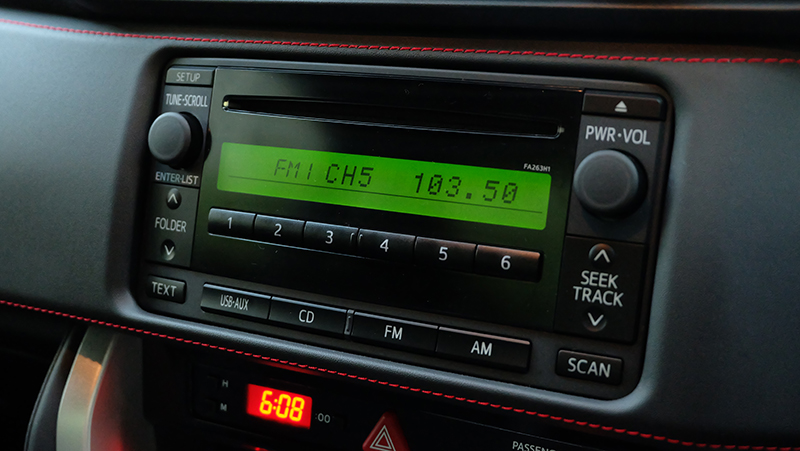 SETUP
TUNE•SCROLL
PWR•VOL
FA263H1
FM1 CH5 103.50
ENTER•LIST
FOLDER
1 2 3 4 5 6
SEEK
TRACK
TEXT
USB•AUX CD FM AM
SCAN
H
M
6:08
:00
PASSENG